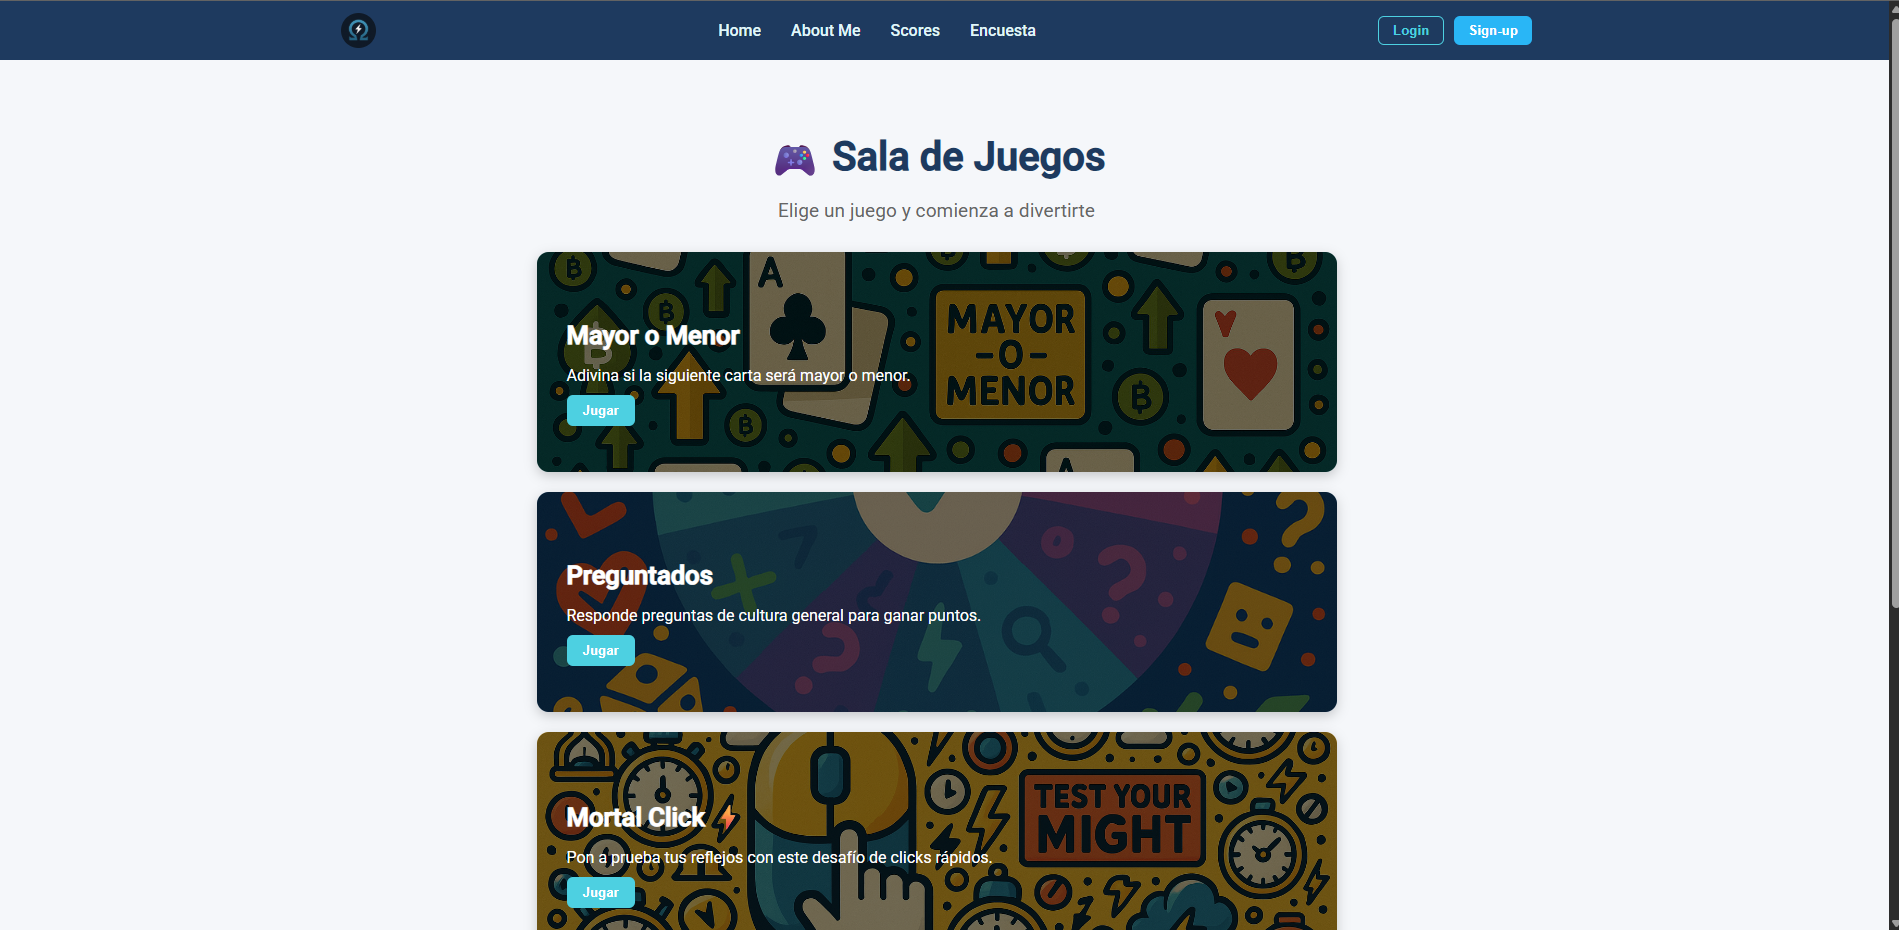 Home
About Me
Scores
Encuesta
Login
Sign-up
Sala de Juegos
Elige un juego y comienza a divertirte
A
MAYOR
-O-
MENOR
Mayor o Menor
Adivina si la siguiente carta será mayor o menor.
Jugar
A
Preguntados
Responde preguntas de cultura general para ganar puntos.
Jugar
TEST YOUR
MIGHT
Mortal Click
Pon a prueba tus reflejos con este desafío de clicks rápidos.
Jugar